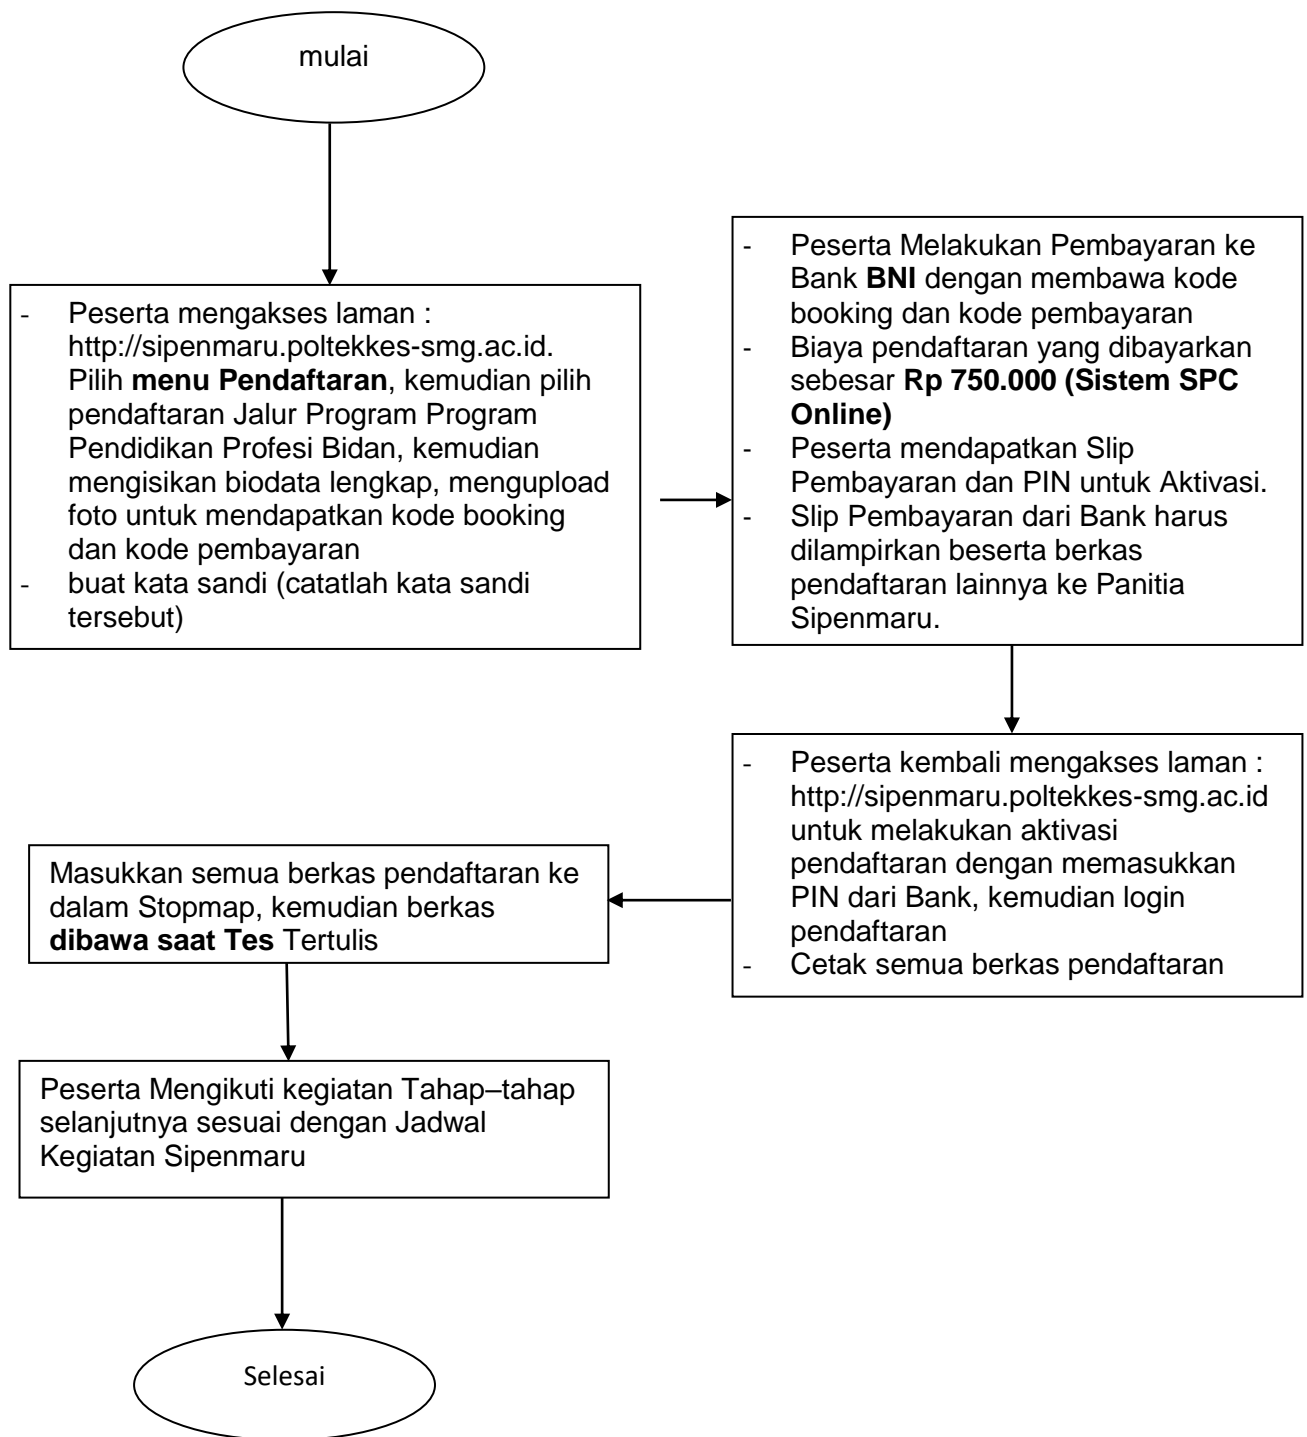 mulai
- Peserta mengakses laman :
http://sipenmaru.poltekkes-smg.ac.id.
Pilih menu Pendaftaran, kemudian pilih
pendaftaran Jalur Program Program
Pendidikan Profesi Bidan, kemudian
mengisikan biodata lengkap, mengupload
foto untuk mendapatkan kode booking
dan kode pembayaran
- buat kata sandi (catatlah kata sandi
tersebut)
- Peserta Melakukan Pembayaran ke
Bank BNI dengan membawa kode
booking dan kode pembayaran
- Biaya pendaftaran yang dibayarkan
sebesar Rp 750.000 (Sistem SPC
Online)
- Peserta mendapatkan Slip
Pembayaran dan PIN untuk Aktivasi.
- Slip Pembayaran dari Bank harus
dilampirkan beserta berkas
pendaftaran lainnya ke Panitia
Sipenmaru.
- Peserta kembali mengakses laman :
http://sipenmaru.poltekkes-smg.ac.id
untuk melakukan aktivasi
pendaftaran dengan memasukkan
PIN dari Bank, kemudian login
pendaftaran
- Cetak semua berkas pendaftaran
Masukkan semua berkas pendaftaran ke
dalam Stopmap, kemudian berkas
dibawa saat Tes Tertulis
Peserta Mengikuti kegiatan Tahap–tahap
selanjutnya sesuai dengan Jadwal
Kegiatan Sipenmaru
Selesai